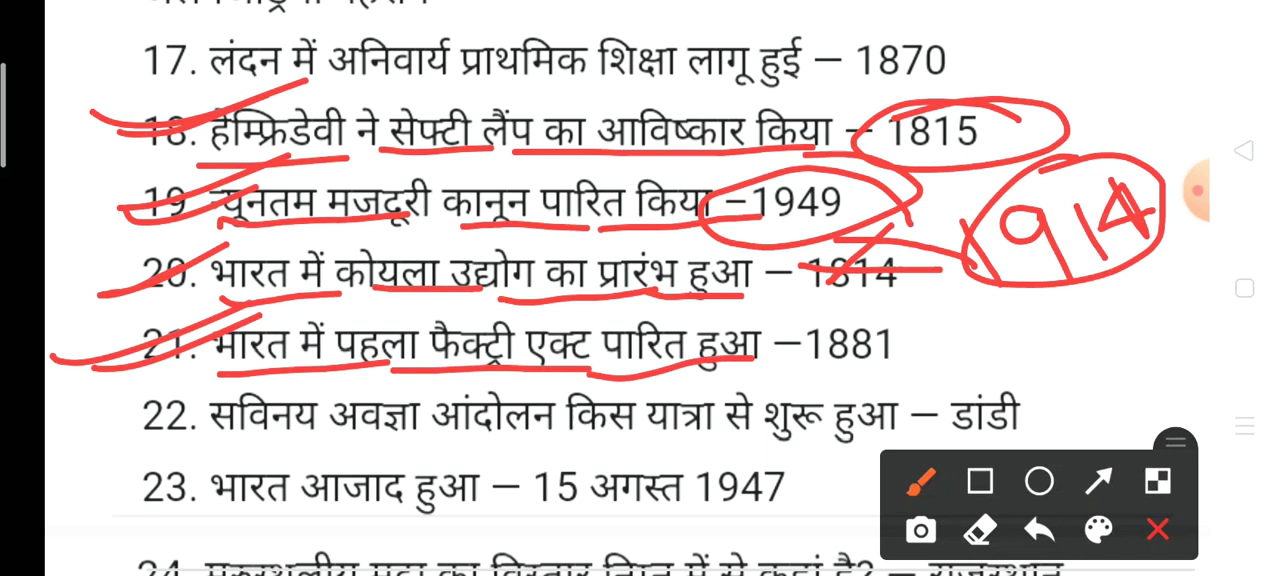 17. लंदन में अनिवार्य प्राथमिक शिक्षा लागू हुई – 1870
18. हेम्फ्रिडेवी ने सेफ्टी लैंप का आविष्कार किया – 1815
19. न्यूनतम मजदूरी कानून पारित किया –1949
1914
20. भारत में कोयला उद्योग का प्रारंभ हुआ – 1814
21. भारत में पहला फैक्ट्री एक्ट पारित हुआ –1881
22. सविनय अवज्ञा आंदोलन किस यात्रा से शुरू हुआ – डांडी
23. भारत आजाद हुआ – 15 अगस्त 1947